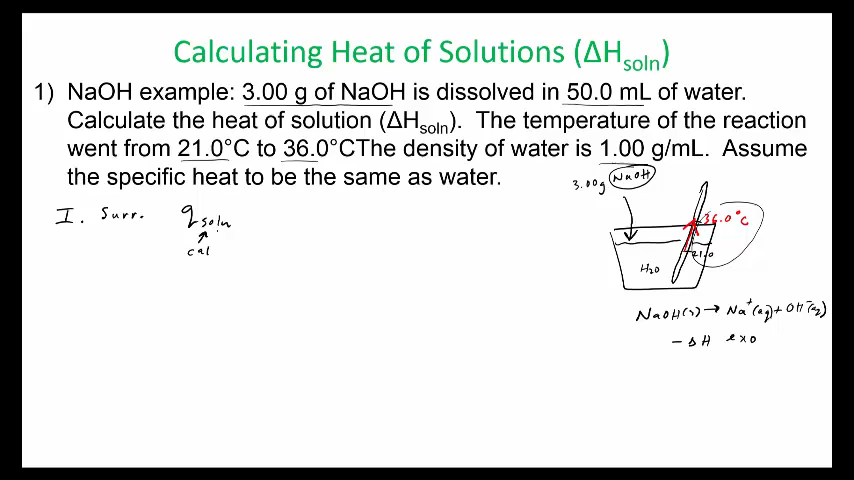 Calculating Heat of Solutions (ΔHsoln)
1) NaOH example: 3.00 g of NaOH is dissolved in 50.0 mL of water.
Calculate the heat of solution (ΔHsoln). The temperature of the reaction
went from 21.0°C to 36.0°CThe density of water is 1.00 g/mL. Assume
the specific heat to be the same as water.
3.00g NaOH
I. Surr. qsoln
cal
36.0°C
21.0
H2O
NaOH(s) → Na+(aq) + OH-(aq)
- ΔH exo